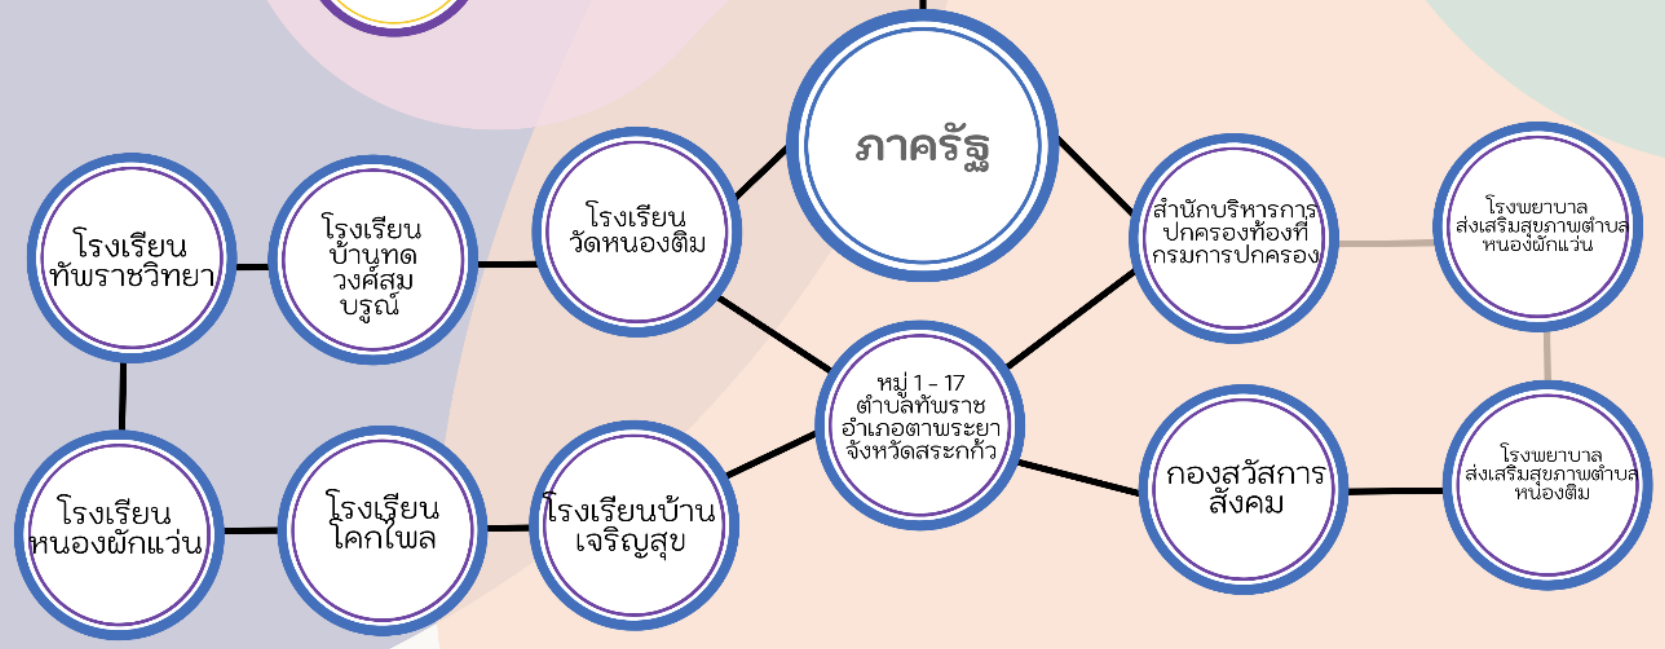 ภาครัฐ
โรงเรียน
ทัพราชวิทยา
โรงเรียน
บ้านทด
วงศ์สม
บรูณ์
โรงเรียน
วัดหนองติม
สำนักบริหารการ
ปกครองท้องที่
กรมการปกครอง
โรงพยาบาล
ส่งเสริมสุขภาพตำบล
หนองผักแว่น
หมู่ 1 - 17
ตำบลทัพราช
อำเภอตาพระยา
จังหวัดสระกก้ว
โรงเรียน
หนองผักแว่น
โรงเรียน
โคกไพล
โรงเรียนบ้าน
เจริญสุข
กองสวัสการ
สังคม
โรงพยาบาล
ส่งเสริมสุขภาพตำบล
หนองติม